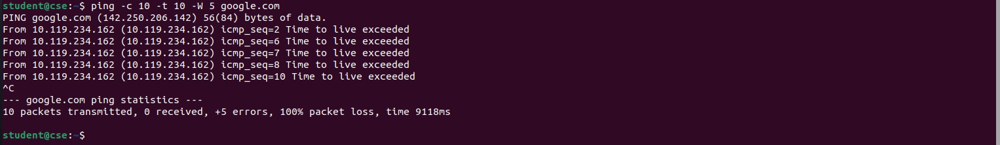 student@cse:~$ ping -c 10 -t 10 -W 5 google.com
PING google.com (142.250.206.142) 56(84) bytes of data.
From 10.119.234.162 (10.119.234.162) icmp_seq=2 Time to live exceeded
From 10.119.234.162 (10.119.234.162) icmp_seq=6 Time to live exceeded
From 10.119.234.162 (10.119.234.162) icmp_seq=7 Time to live exceeded
From 10.119.234.162 (10.119.234.162) icmp_seq=8 Time to live exceeded
From 10.119.234.162 (10.119.234.162) icmp_seq=10 Time to live exceeded
^C
--- google.com ping statistics ---
10 packets transmitted, 0 received, +5 errors, 100% packet loss, time 9118ms
student@cse:~$